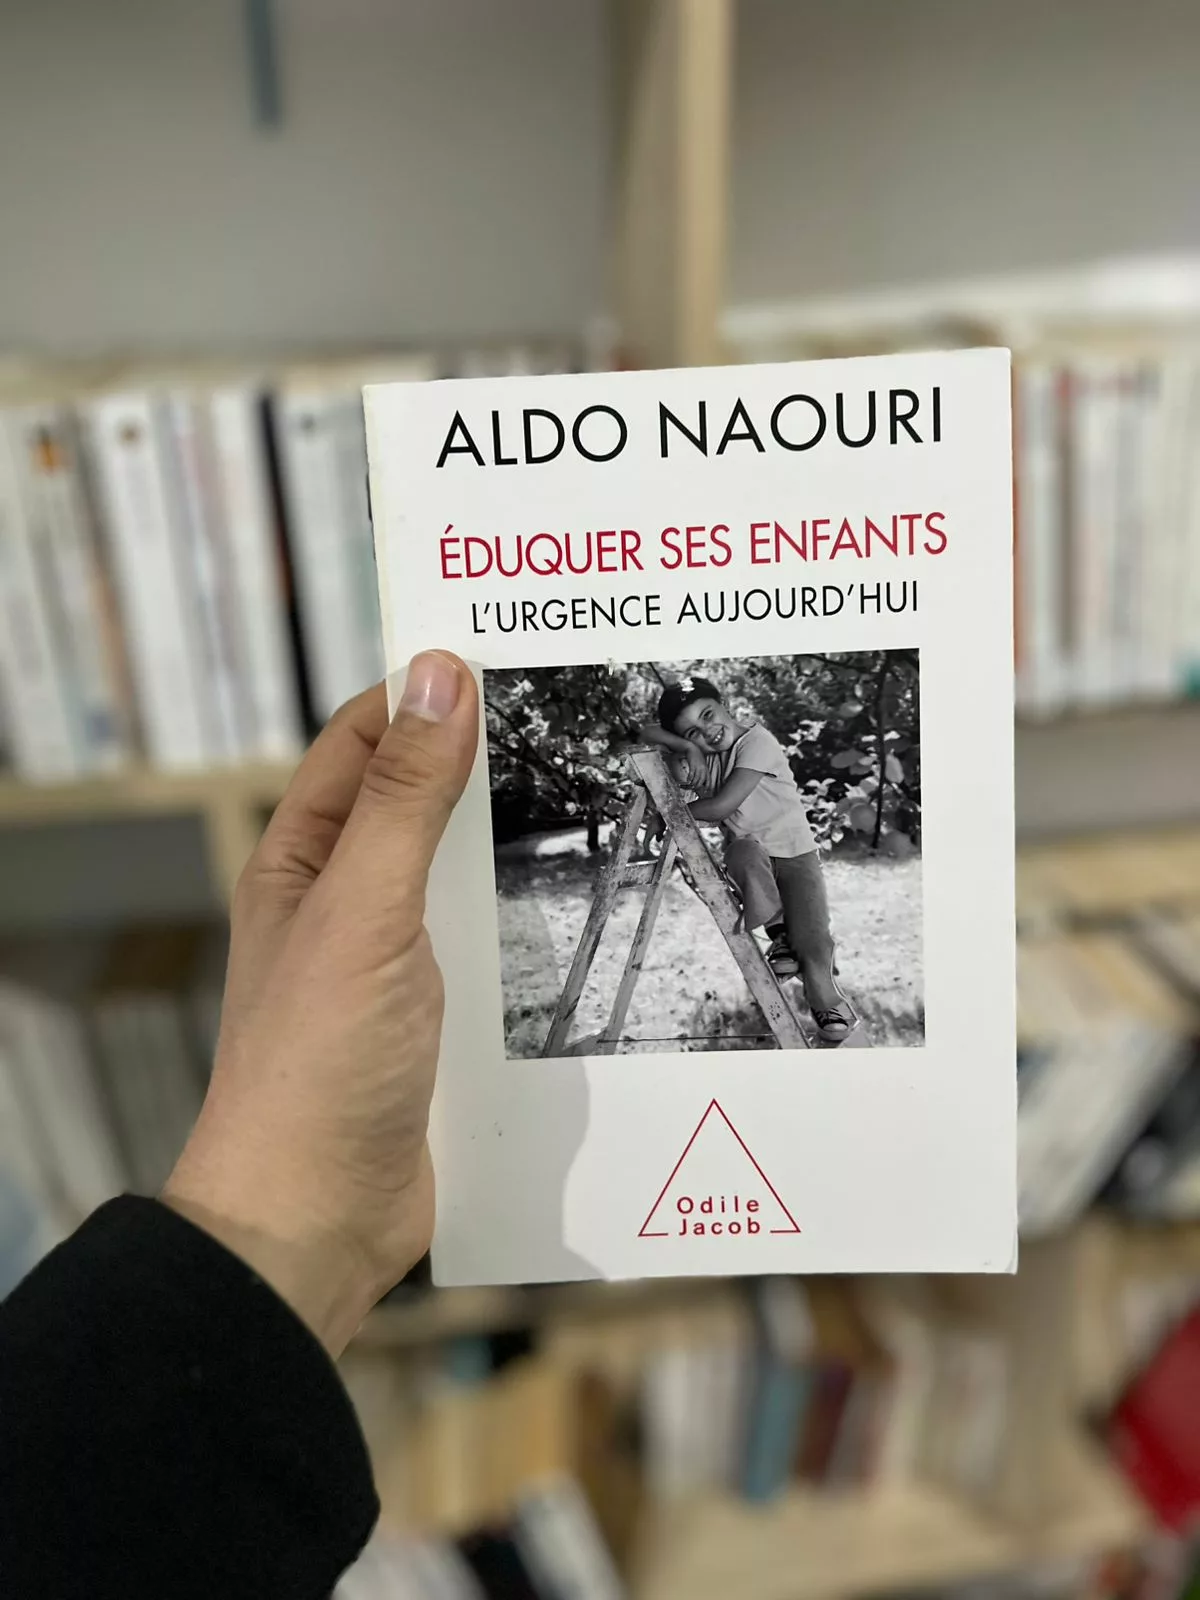 ALDO NAOURI
ÉDUQUER SES ENFANTS
L'URGENCE AUJOURD'HUI
Odile
Jacob